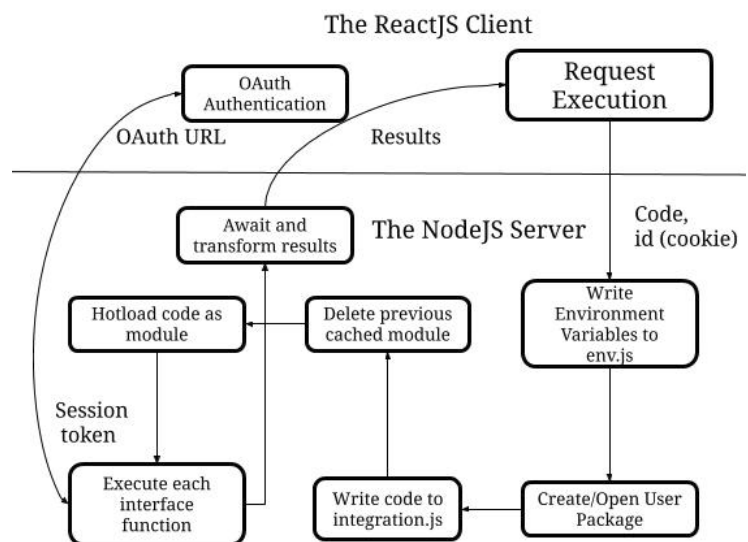 The ReactJS Client
OAuth
Authentication
Request
Execution
OAuth URL
Results
Await and
transform results
The NodeJS Server
Code,
id (cookie)
Hotload code as
module
Delete previous
cached module
Write
Environment
Variables to
env.js
Session
token
Execute each
interface
function
Write code to
integration.js
Create/Open User
Package